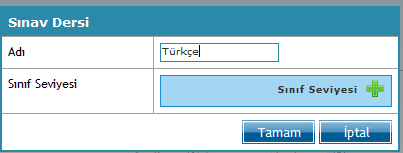 Sınav Dersi
Adı Türkçe
Sınıf Seviyesi Sınıf Seviyesi
Tamam İptal